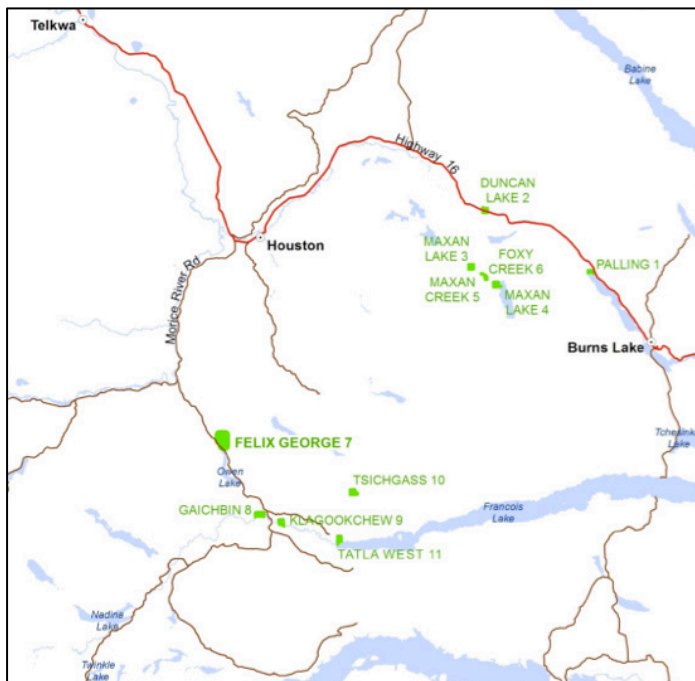 Telkwa
Babine
Lake
Highway 16
DUNCAN
LAKE 2
Houston
MAXAN
LAKE 3
FOXY
CREEK 6
PALLING 1
MAXAN
CREEK 5
MAXAN
LAKE 4
Morice River Rd
Burns Lake
FELIX GEORGE 7
Owen
Lake
TSICHGASS 10
GAICHBIN 8
KLAGOOKCHEW 9
Francois
Lake
TATLA WEST 11
Lake
Nadina
Lake
Twinkle
Lake